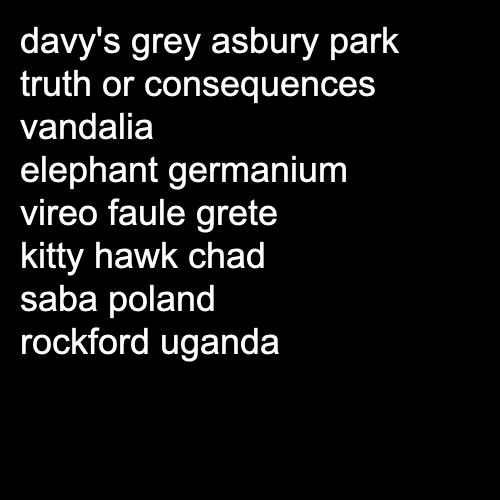 davy's grey asbury park
truth or consequences
vandalia
elephant germanium
vireo faule grete
kitty hawk chad
saba poland
rockford uganda